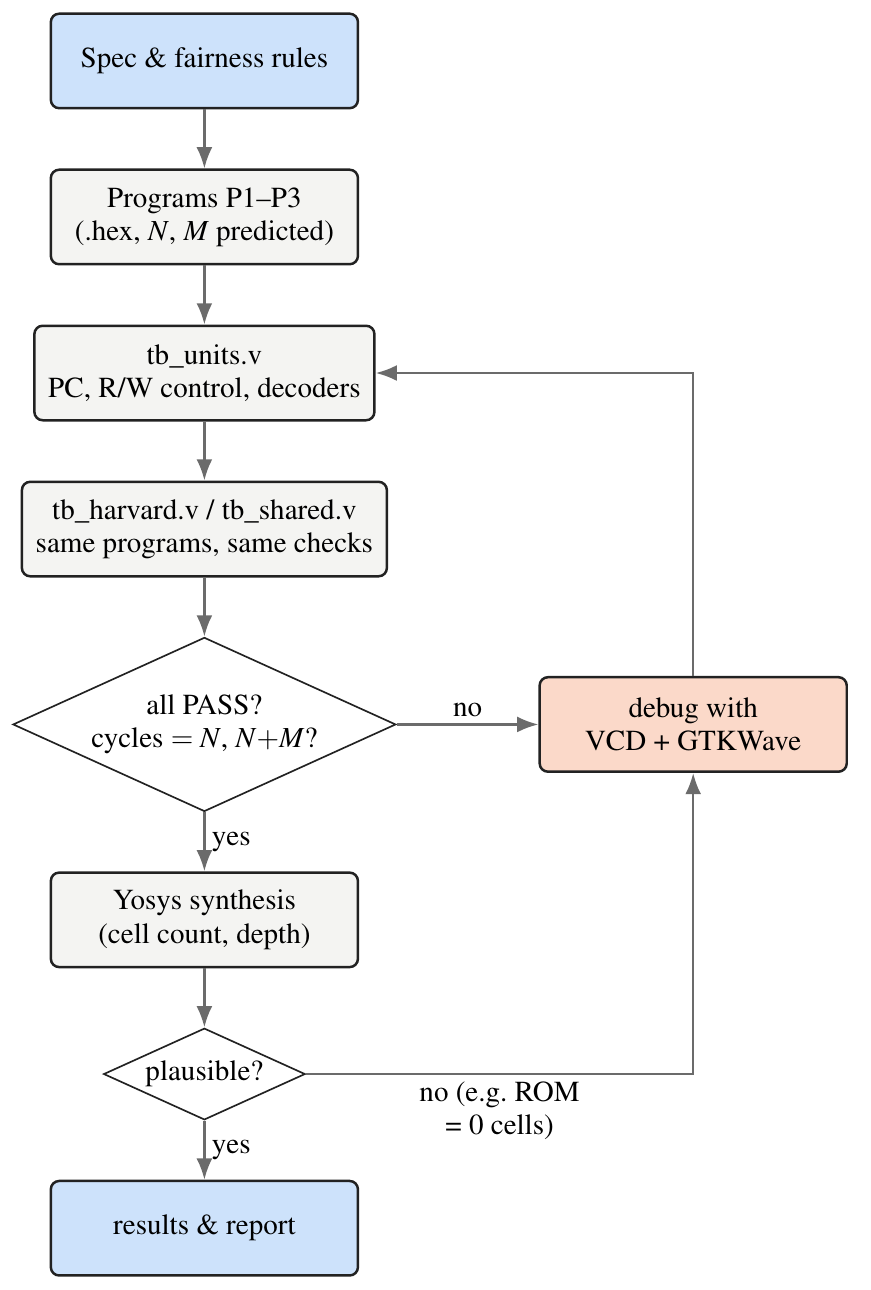 Spec & fairness rules
Programs P1–P3
(.hex, N, M predicted)
tb_units.v
PC, R/W control, decoders
tb_harvard.v / tb_shared.v
same programs, same checks
all PASS?
cycles = N, N+M?
no
debug with
VCD + GTKWave
yes
Yosys synthesis
(cell count, depth)
plausible?
no (e.g. ROM
= 0 cells)
yes
results & report